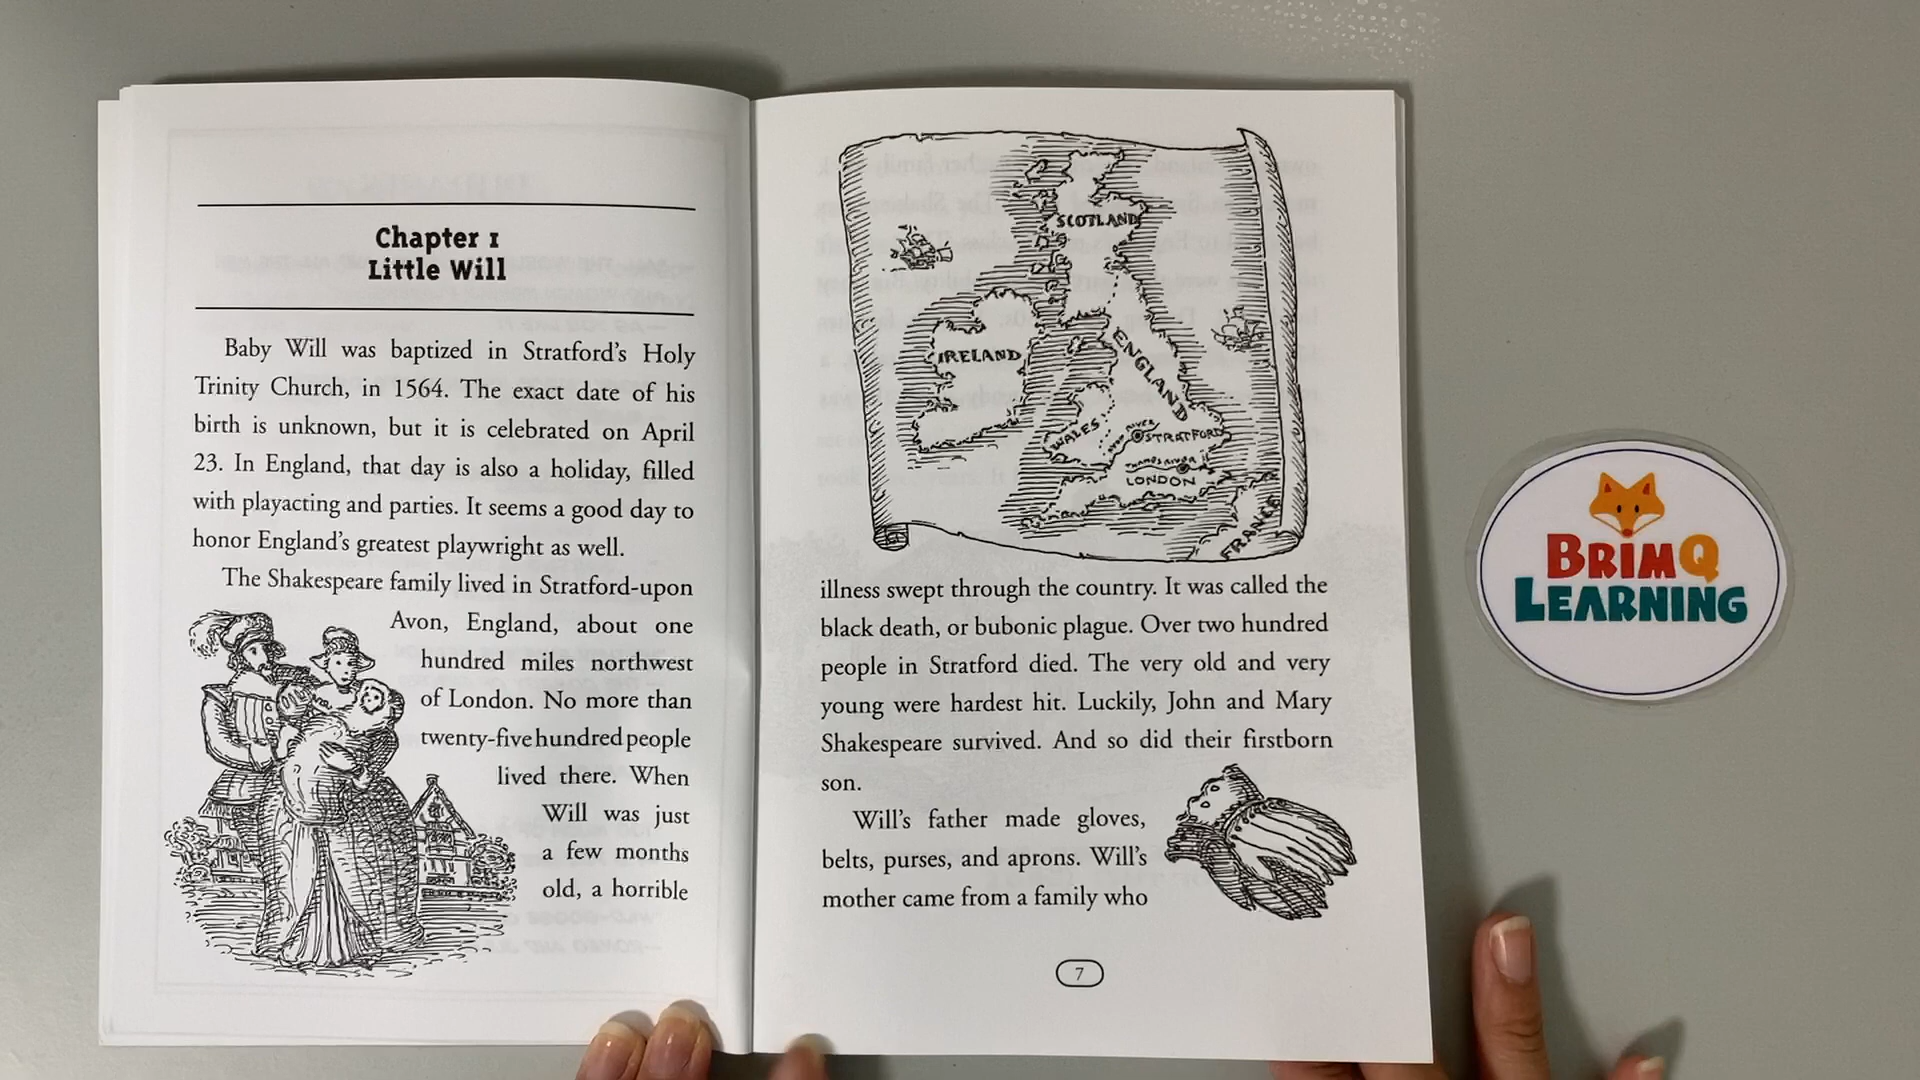 Chapter 1
Little Will
Baby Will was baptized in Stratford's Holy
Trinity Church, in 1564. The exact date of his
birth is unknown, but it is celebrated on April
23. In England, that day is also a holiday, filled
with playacting and parties. It seems a good day to
honor England's greatest playwright as well.
The Shakespeare family lived in Stratford-upon
Avon, England, about one
hundred miles northwest
of London. No more than
twenty-five hundred people
lived there. When
Will was just
a few months
old, a horrible
SCOTLAND
IRELAND
ENGLAND
WALES
AVON RIVER
STRATFORD
THAMES RIVER
LONDON
FRANCE
illness swept through the country. It was called the
black death, or bubonic plague. Over two hundred
people in Stratford died. The very old and very
young were hardest hit. Luckily, John and Mary
Shakespeare survived. And so did their firstborn
son.
Will's father made gloves,
belts, purses, and aprons. Will's
mother came from a family who
7
BRIMQ
LEARNING